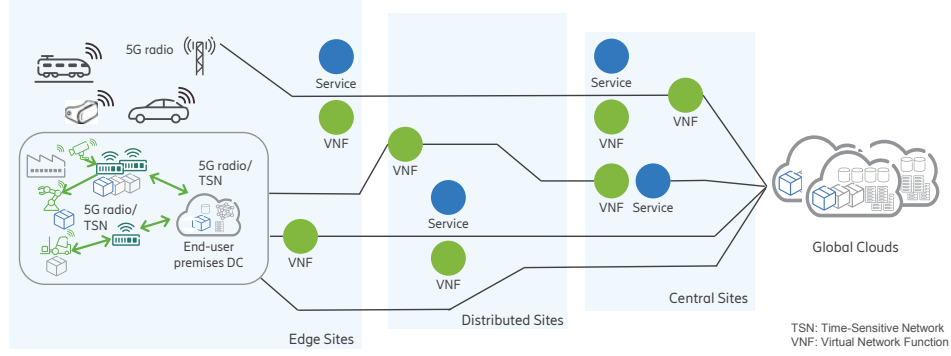 5G radio
Service
VNF
5G radio/
TSN
5G radio/
TSN
End-user
premises DC
VNF
Edge Sites
VNF
Service
VNF
Distributed Sites
Service
VNF
VNF
VNF
Service
Central Sites
Global Clouds
TSN: Time-Sensitive Network
VNF: Virtual Network Function